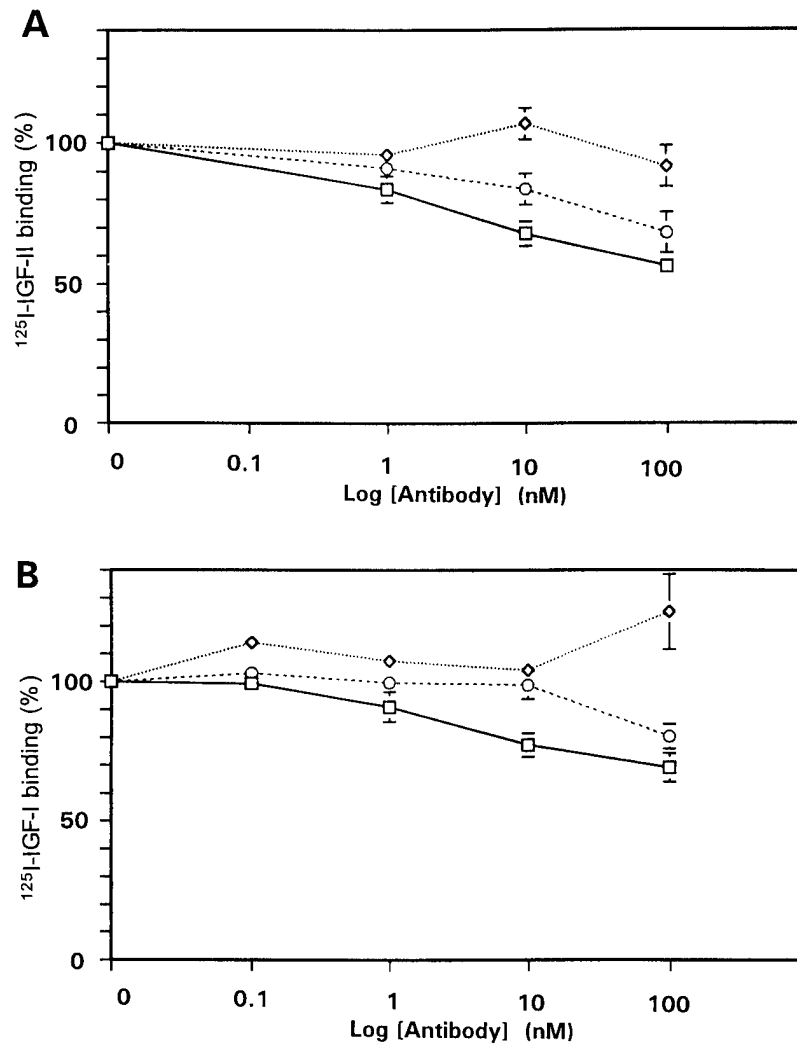 A
100
50
0
¹²⁵I-IGF-II binding (%)
0 0.1 1 10 100
Log [Antibody] (nM)
B
100
50
0
¹²⁵I-IGF-I binding (%)
0 0.1 1 10 100
Log [Antibody] (nM)